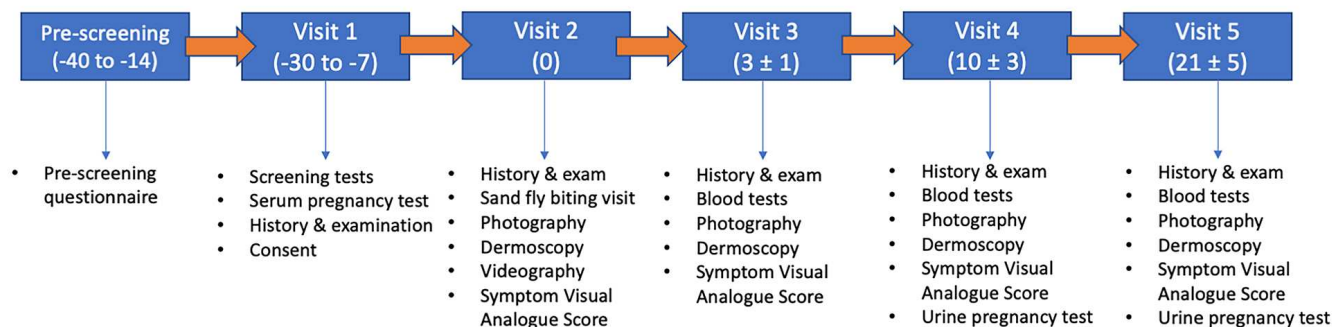 Pre-screening
(-40 to -14)
Visit 1
(-30 to -7)
Visit 2
(0)
Visit 3
(3 ± 1)
Visit 4
(10 ± 3)
Visit 5
(21 ± 5)
• Pre-screening
questionnaire
• Screening tests
• Serum pregnancy test
• History & examination
• Consent
• History & exam
• Sand fly biting visit
• Photography
• Dermoscopy
• Videography
• Symptom Visual
Analogue Score
• History & exam
• Blood tests
• Photography
• Dermoscopy
• Symptom Visual
Analogue Score
• History & exam
• Blood tests
• Photography
• Dermoscopy
• Symptom Visual
Analogue Score
• Urine pregnancy test
• History & exam
• Blood tests
• Photography
• Dermoscopy
• Symptom Visual
Analogue Score
• Urine pregnancy test